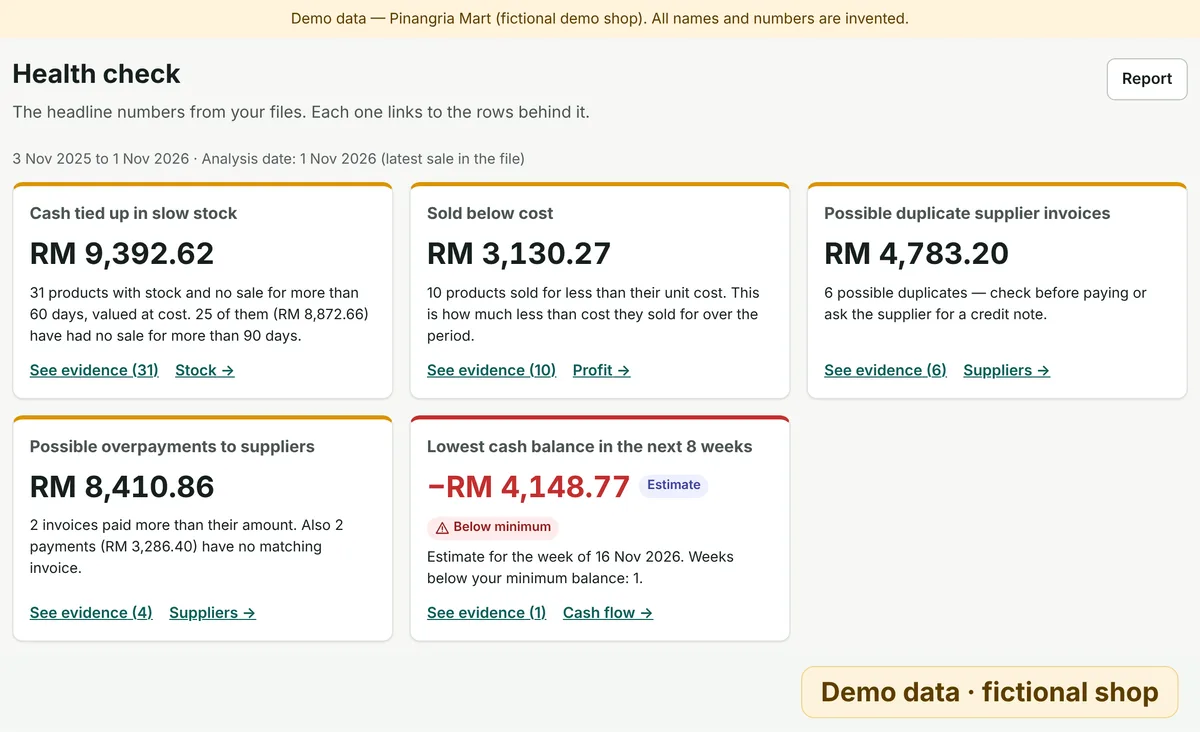 Demo data — Pinangria Mart (fictional demo shop). All names and numbers are invented.
Health check
Report
The headline numbers from your files. Each one links to the rows behind it.
3 Nov 2025 to 1 Nov 2026 · Analysis date: 1 Nov 2026 (latest sale in the file)
Cash tied up in slow stock
RM 9,392.62
31 products with stock and no sale for more than
60 days, valued at cost. 25 of them (RM 8,872.66)
have had no sale for more than 90 days.
See evidence (31) Stock →
Sold below cost
RM 3,130.27
10 products sold for less than their unit cost. This
is how much less than cost they sold for over the
period.
See evidence (10) Profit →
Possible duplicate supplier invoices
RM 4,783.20
6 possible duplicates — check before paying or
ask the supplier for a credit note.
See evidence (6) Suppliers →
Possible overpayments to suppliers
RM 8,410.86
2 invoices paid more than their amount. Also 2
payments (RM 3,286.40) have no matching
invoice.
See evidence (4) Suppliers →
Lowest cash balance in the next 8 weeks
−RM 4,148.77 Estimate
Below minimum
Estimate for the week of 16 Nov 2026. Weeks
below your minimum balance: 1.
See evidence (1) Cash flow →
Demo data · fictional shop